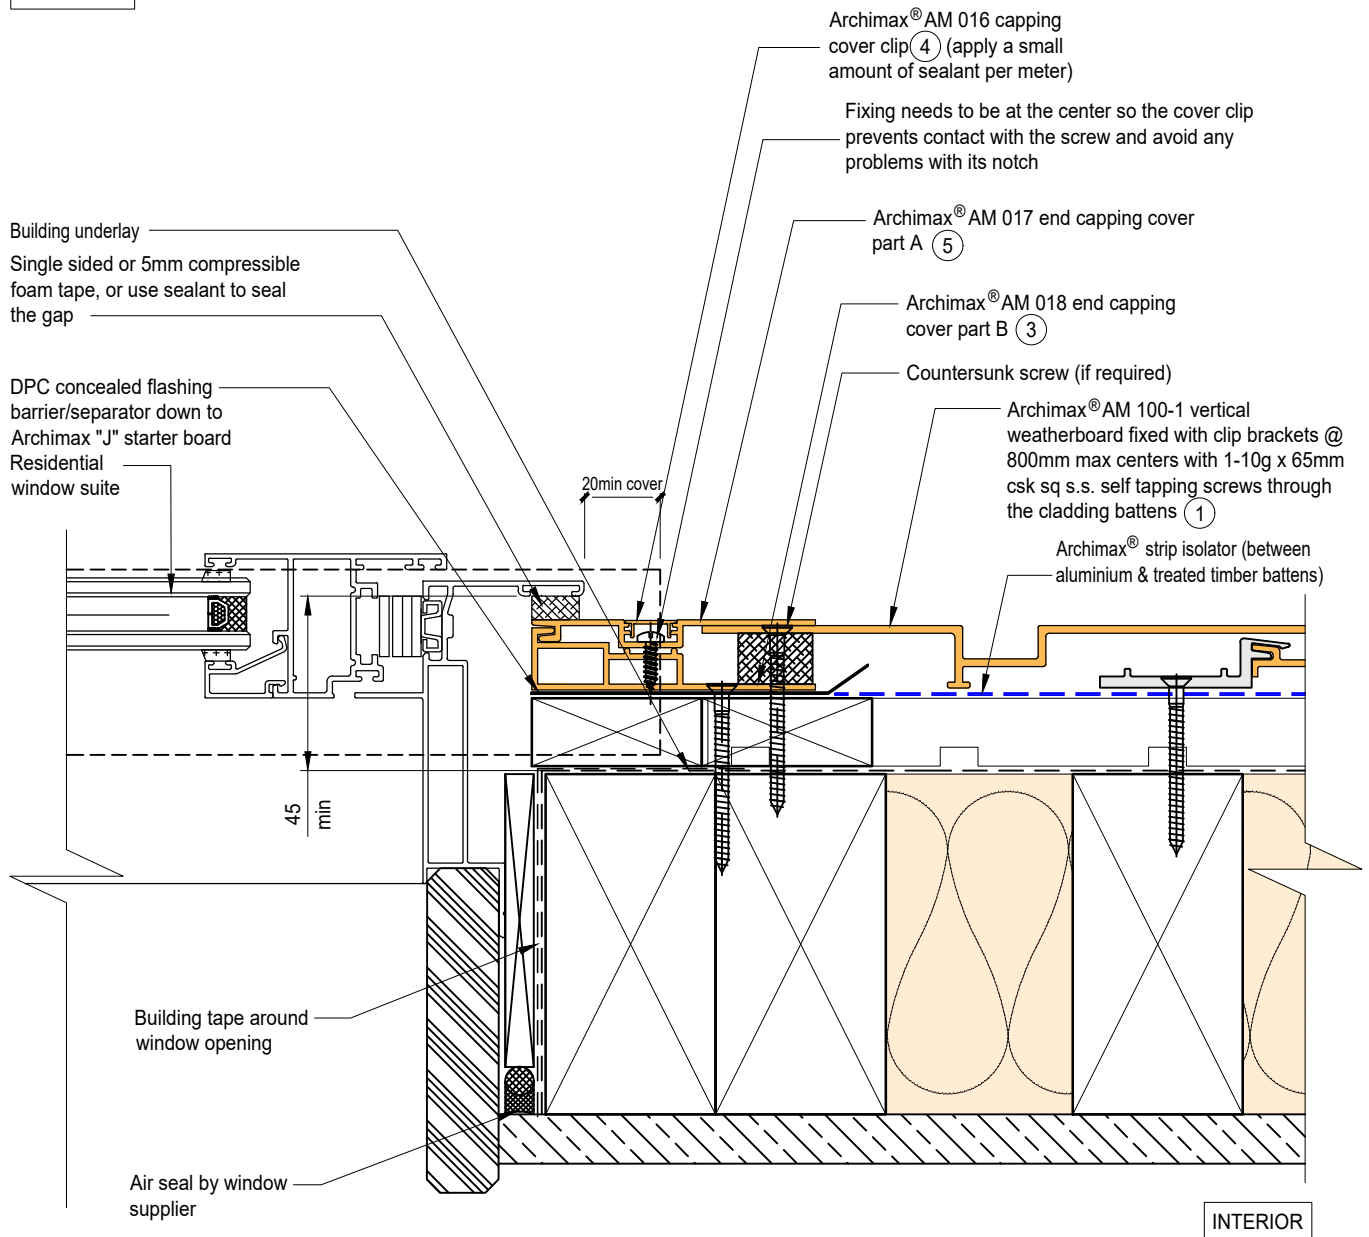 Archimax® AM 016 capping
cover clip 4 (apply a small
amount of sealant per meter)
Fixing needs to be at the center so the cover clip
prevents contact with the screw and avoid any
problems with its notch
Archimax® AM 017 end capping cover
part A 5
Archimax® AM 018 end capping
cover part B 3
Countersunk screw (if required)
Archimax® AM 100-1 vertical
weatherboard fixed with clip brackets @
800mm max centers with 1-10g x 65mm
csk sq s.s. self tapping screws through
the cladding battens 1
Archimax® strip isolator (between
aluminium & treated timber battens)
Building underlay
Single sided or 5mm compressible
foam tape, or use sealant to seal
the gap
DPC concealed flashing
barrier/separator down to
Archimax "J" starter board
Residential
window suite
20min cover
45
min
Building tape around
window opening
Air seal by window
supplier
INTERIOR